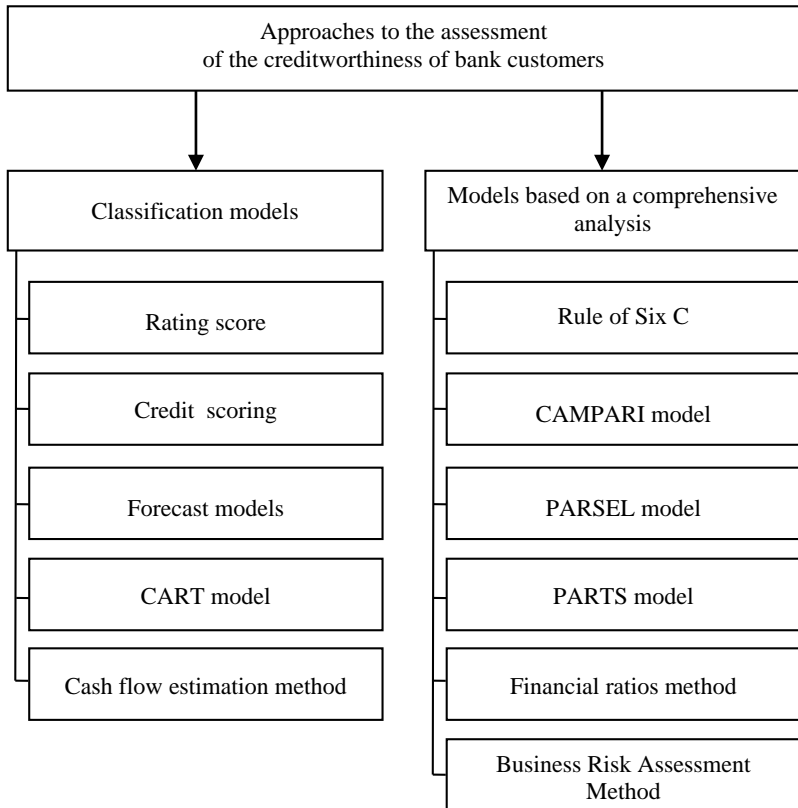 Approaches to the assessment
of the creditworthiness of bank customers
Classification models
Rating score
Credit scoring
Forecast models
CART model
Cash flow estimation method
Models based on a comprehensive
analysis
Rule of Six C
CAMPARI model
PARSEL model
PARTS model
Financial ratios method
Business Risk Assessment
Method